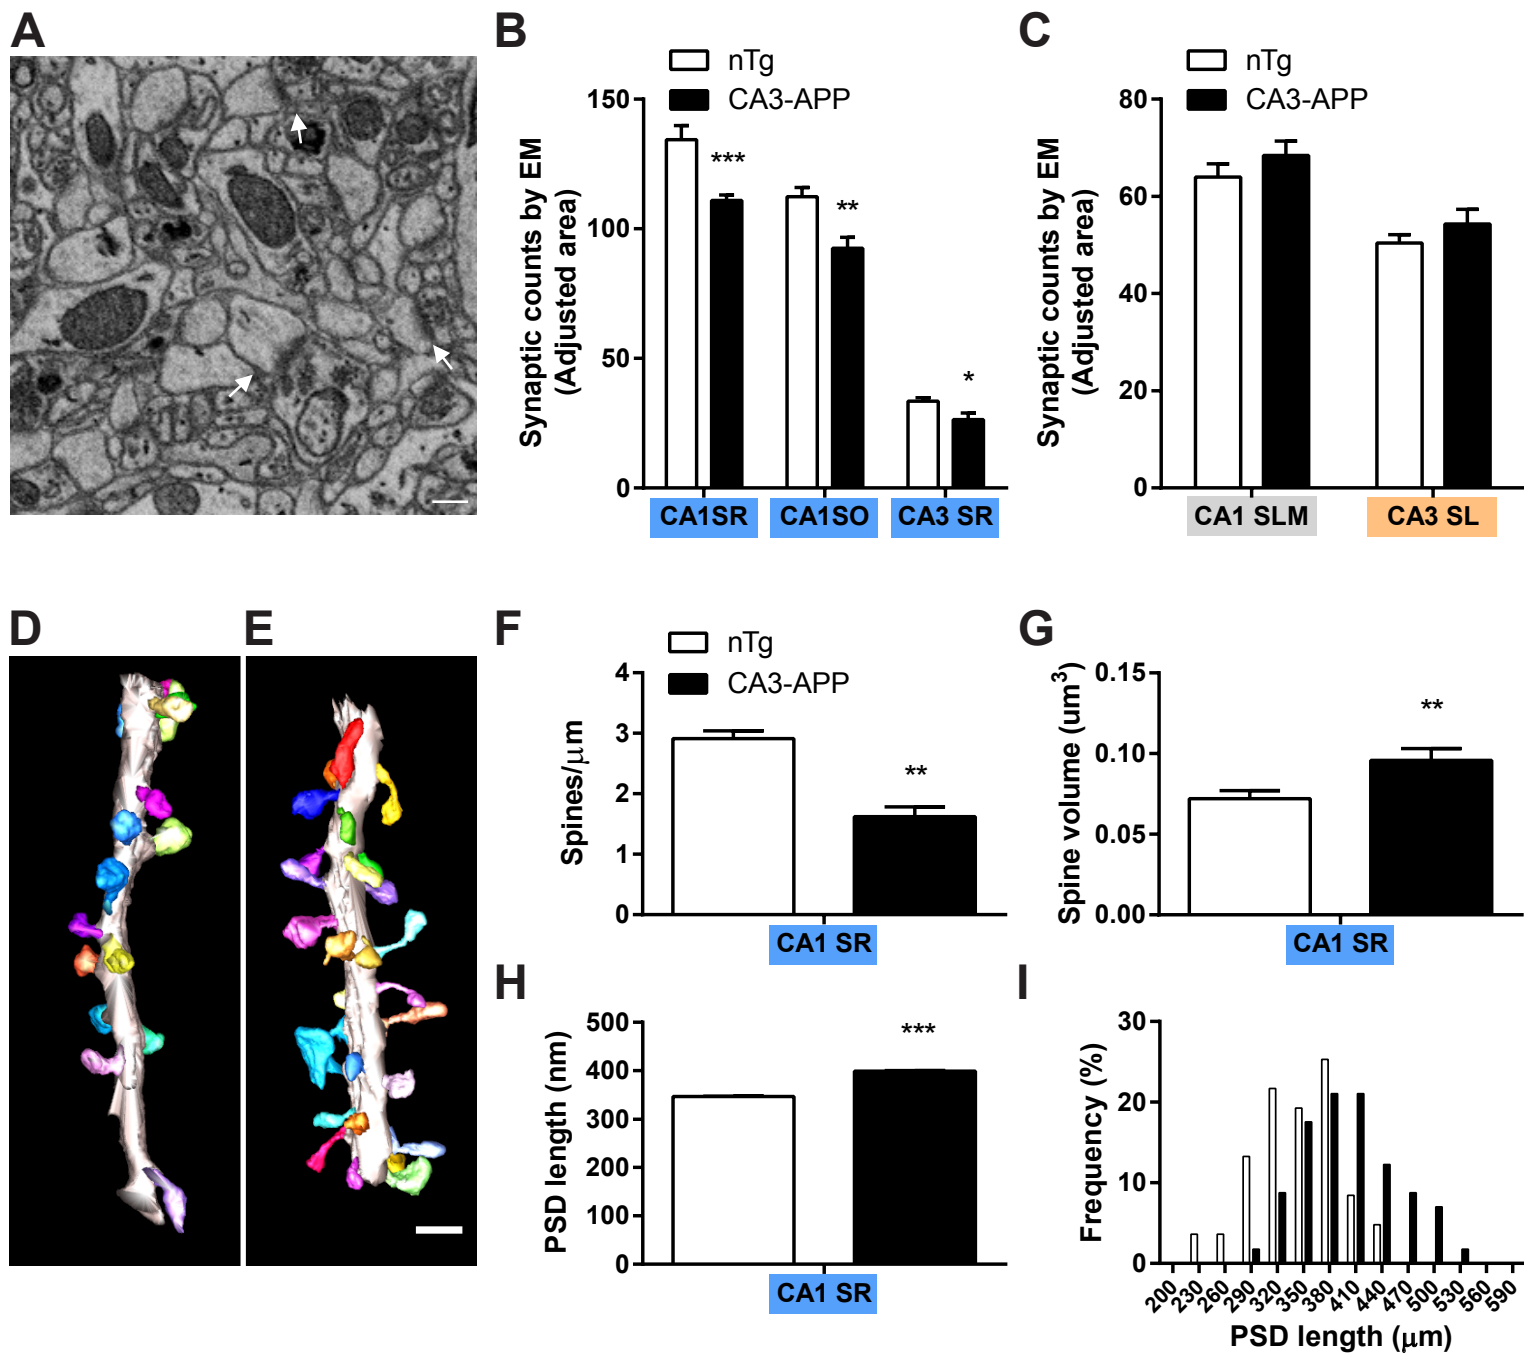 A
B
nTg
CA3-APP
Synaptic counts by EM
(Adjusted area)
150
100
50
0
***
**
*
CA1SR
CA1SO
CA3 SR
C
nTg
CA3-APP
Synaptic counts by EM
(Adjusted area)
80
60
40
20
0
CA1 SLM
CA3 SL
D
E
F
nTg
CA3-APP
Spines/μm
4
3
2
1
0
**
CA1 SR
G
Spine volume (um³)
0.15
0.10
0.05
0.00
**
CA1 SR
H
PSD length (nm)
500
400
300
200
100
0
***
CA1 SR
I
Frequency (%)
30
20
10
0
200 230 260 290 320 350 380 410 440 470 500 530 560 590
PSD length (μm)